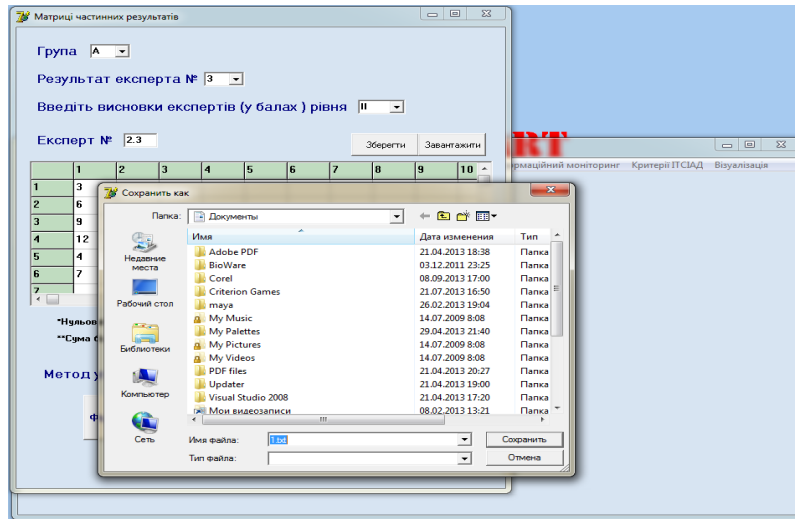 Матриці частинних результатів
Група A
Результат експерта № 3
Введіть висновки експертів (у балах ) рівня II
Експерт № 2.3
Зберегти Завантажити
RT
формаційний моніторинг Критерії ІТСІАД Візуалізація
1 2 3 4 5 6 7 8 9 10
1 3
2 6
3 9
4 12
5 4
6 7
7
*Нульов
**Сума
Метод у
Ф
Сохранить как
Папка: Документы
Недавние места
Рабочий стол
Библиотеки
Компьютер
Сеть
Имя Дата изменения Тип
Adobe PDF 21.04.2013 18:38 Папка
BioWare 03.12.2011 23:25 Папка
Corel 08.09.2013 17:00 Папка
Criterion Games 21.07.2013 16:50 Папка
maya 26.02.2013 19:04 Папка
My Music 14.07.2009 8:08 Папка
My Palettes 29.04.2013 21:40 Папка
My Pictures 14.07.2009 8:08 Папка
My Videos 14.07.2009 8:08 Папка
PDF files 21.04.2013 20:27 Папка
Updater 21.04.2013 19:00 Папка
Visual Studio 2008 21.04.2013 17:20 Папка
Мои видеозаписи 08.02.2013 13:21 Папка
Имя файла: 1.txt Сохранить
Тип файла: Отмена